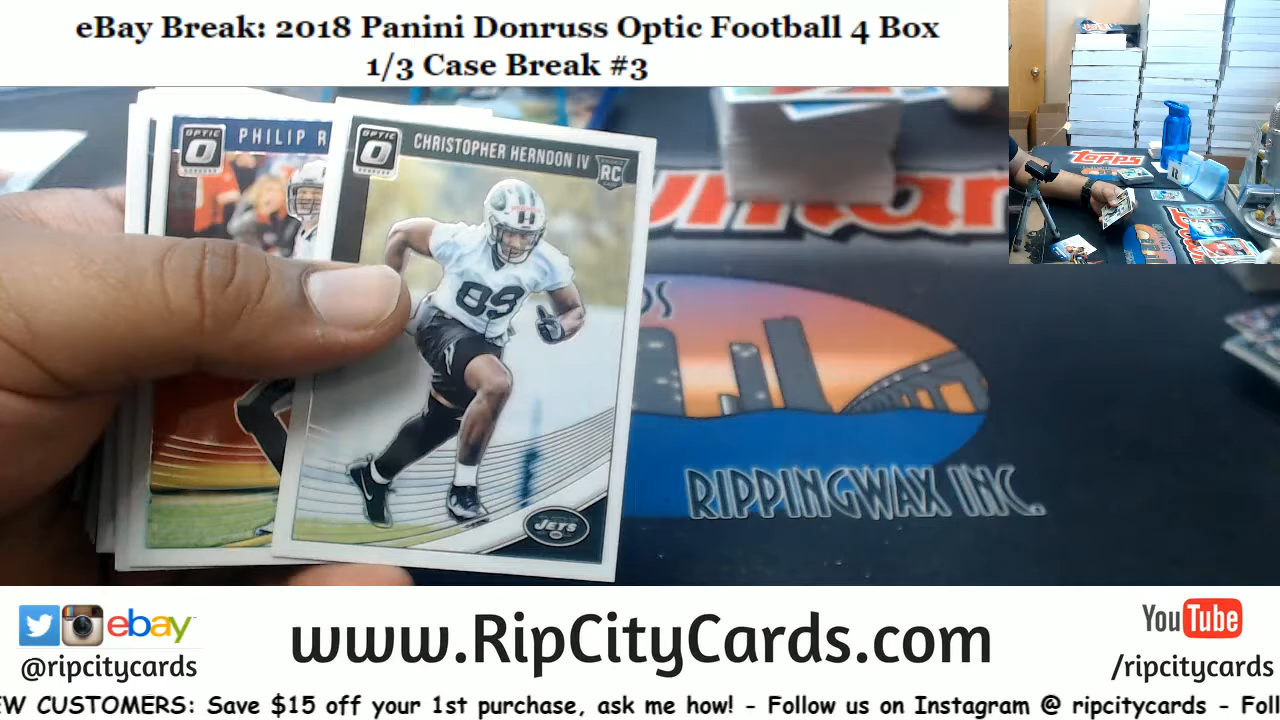 eBay Break: 2018 Panini Donruss Optic Football 4 Box
1/3 Case Break #3
OPTIC
PHILIP R
OPTIC
CHRISTOPHER HERNDON IV
RC
89
JETS
RIPPINGWAX INC.
topps
ebay
@ripcitycards
www.RipCityCards.com
YouTube
/ripcitycards
EW CUSTOMERS: Save $15 off your 1st purchase, ask me how! - Follow us on Instagram @ ripcitycards - Foll